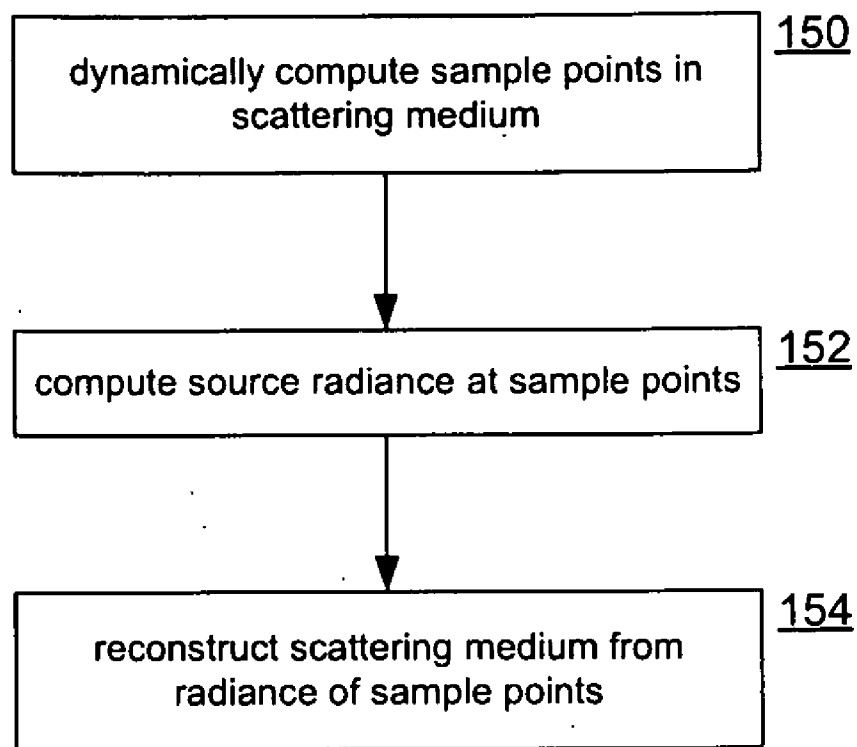 150
dynamically compute sample points in
scattering medium
152
compute source radiance at sample points
154
reconstruct scattering medium from
radiance of sample points